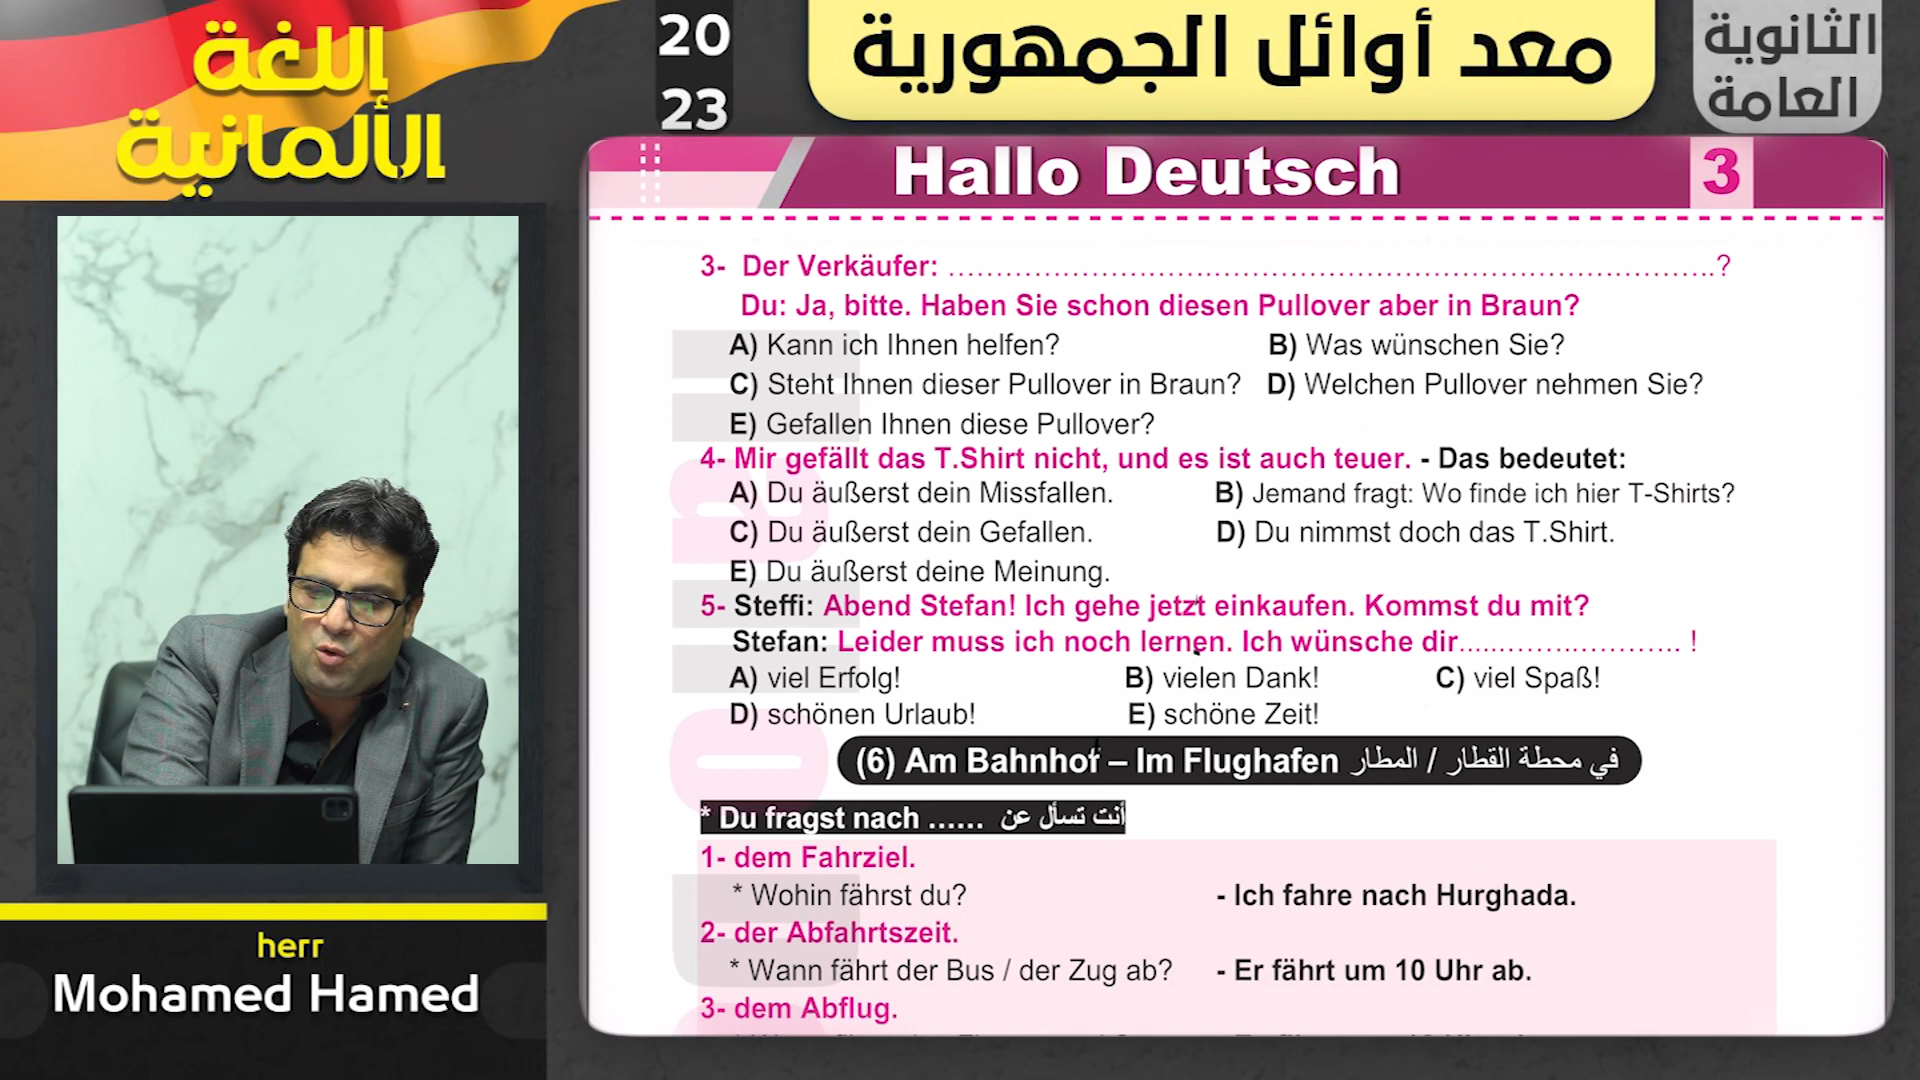 اللغة
الألمانية
20
23
معد أوائل الجمهورية
الثانوية
العامة
Hallo Deutsch
3
3- Der Verkäufer: ………………………………………………………………..?
Du: Ja, bitte. Haben Sie schon diesen Pullover aber in Braun?
A) Kann ich Ihnen helfen? B) Was wünschen Sie?
C) Steht Ihnen dieser Pullover in Braun? D) Welchen Pullover nehmen Sie?
E) Gefallen Ihnen diese Pullover?
4- Mir gefällt das T.Shirt nicht, und es ist auch teuer. - Das bedeutet:
A) Du äußerst dein Missfallen. B) Jemand fragt: Wo finde ich hier T-Shirts?
C) Du äußerst dein Gefallen. D) Du nimmst doch das T.Shirt.
E) Du äußerst deine Meinung.
5- Steffi: Abend Stefan! Ich gehe jetzt einkaufen. Kommst du mit?
Stefan: Leider muss ich noch lernen. Ich wünsche dir.....……..……….. !
A) viel Erfolg! B) vielen Dank! C) viel Spaß!
D) schönen Urlaub! E) schöne Zeit!
(6) Am Bahnhof – Im Flughafen في محطة القطار / المطار
* Du fragst nach …… أنت تسأل عن
1- dem Fahrziel.
* Wohin fährst du? - Ich fahre nach Hurghada.
2- der Abfahrtszeit.
* Wann fährt der Bus / der Zug ab? - Er fährt um 10 Uhr ab.
3- dem Abflug.
herr
Mohamed Hamed